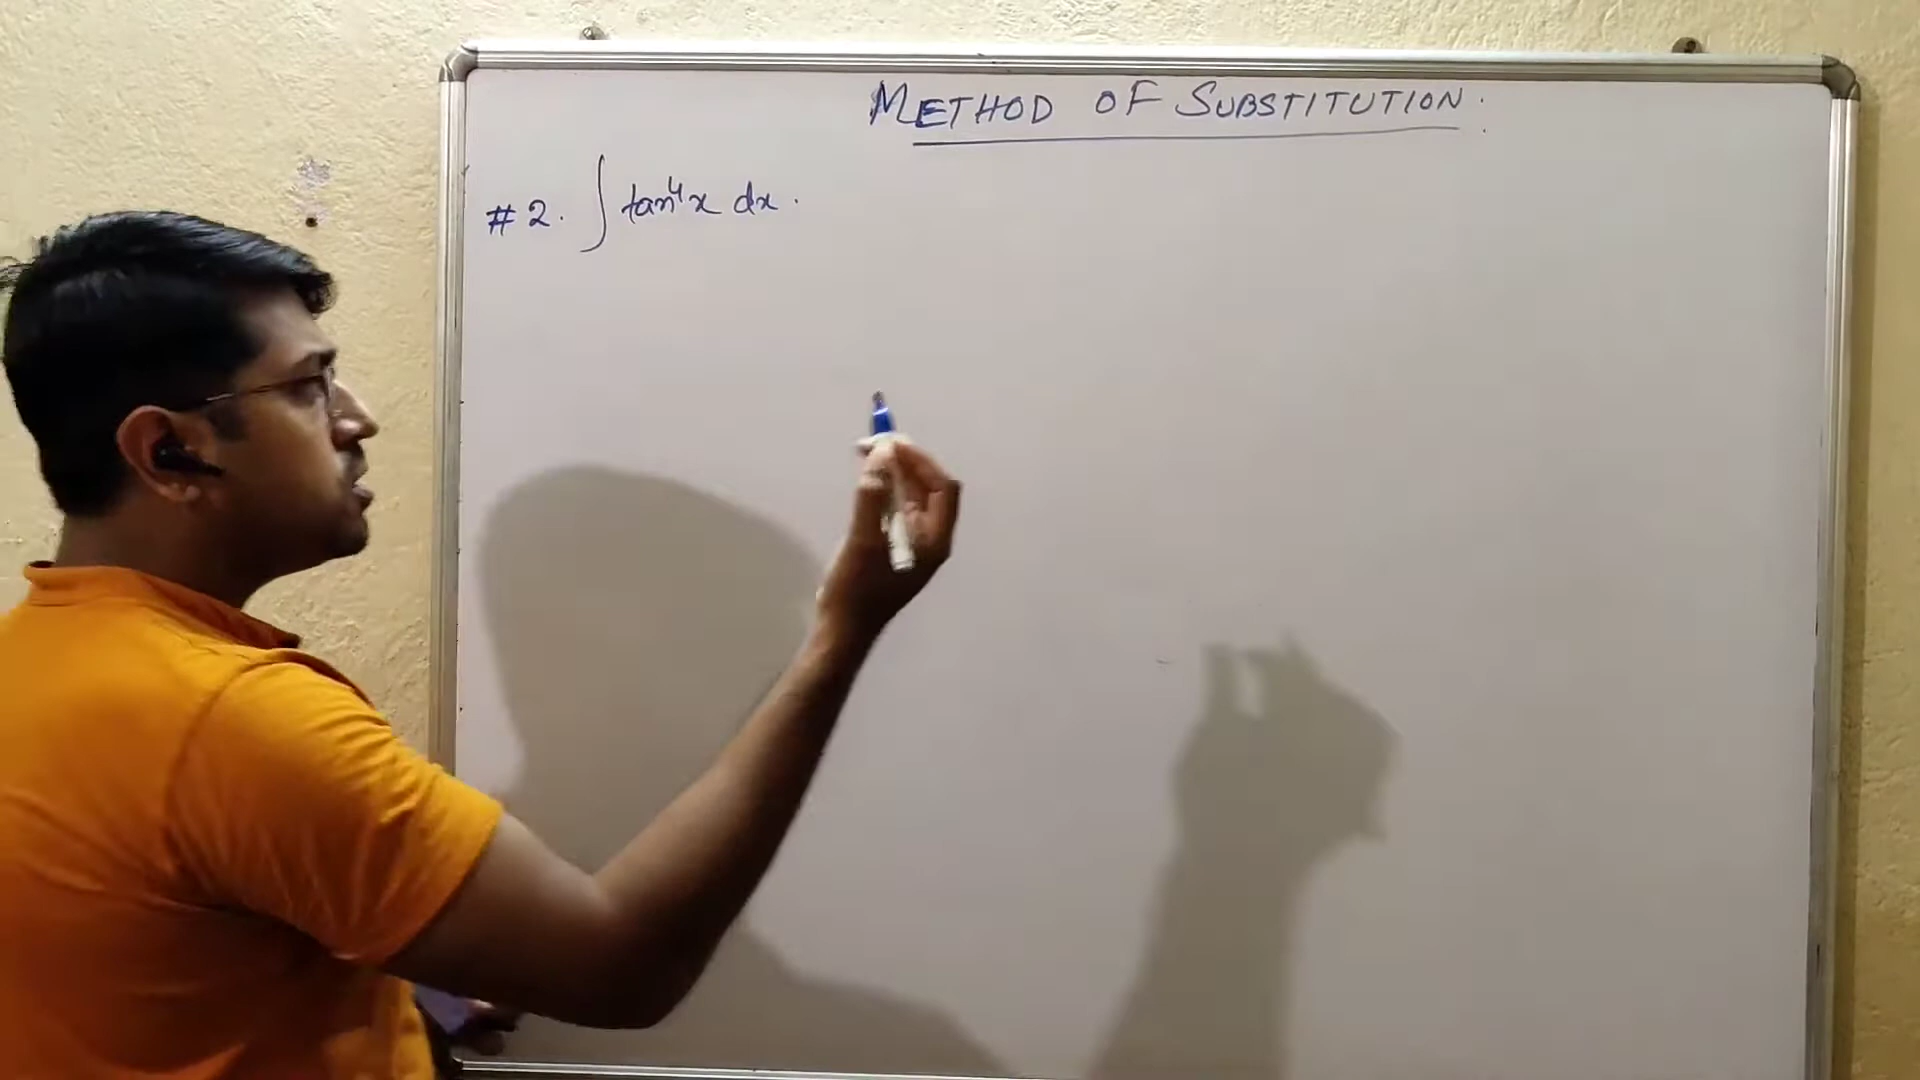 METHOD OF SUBSTITUTION.
#2. ∫ tan⁴x dx.